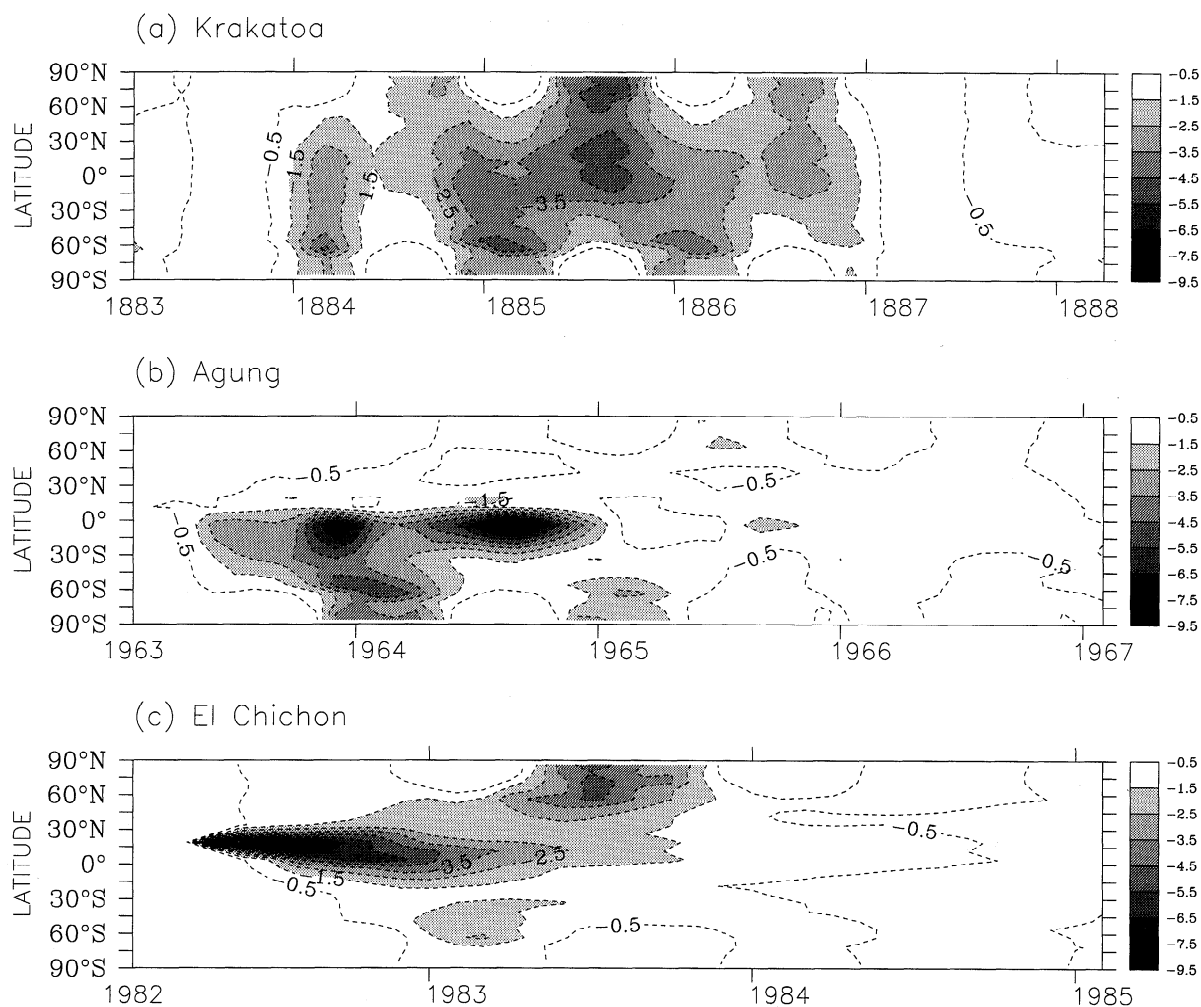 (a) Krakatoa
90°N
60°N
30°N
0°
30°S
60°S
90°S
LATITUDE
-0.5
1.5
1.5
2.5
-3.5
-0.5
1883 1884 1885 1886 1887 1888
-0.5
-1.5
-2.5
-3.5
-4.5
-5.5
-6.5
-7.5
-9.5
(b) Agung
90°N
60°N
30°N
0°
30°S
60°S
90°S
LATITUDE
-0.5
-1.5
-0.5
-0.5
-0.5
-0.5
1963 1964 1965 1966 1967
-0.5
-1.5
-2.5
-3.5
-4.5
-5.5
-6.5
-7.5
-9.5
(c) El Chichon
90°N
60°N
30°N
0°
30°S
60°S
90°S
LATITUDE
-0.5
-2.5
3.5
-0.5
1.5
-0.5
1982 1983 1984 1985
-0.5
-1.5
-2.5
-3.5
-4.5
-5.5
-6.5
-7.5
-9.5